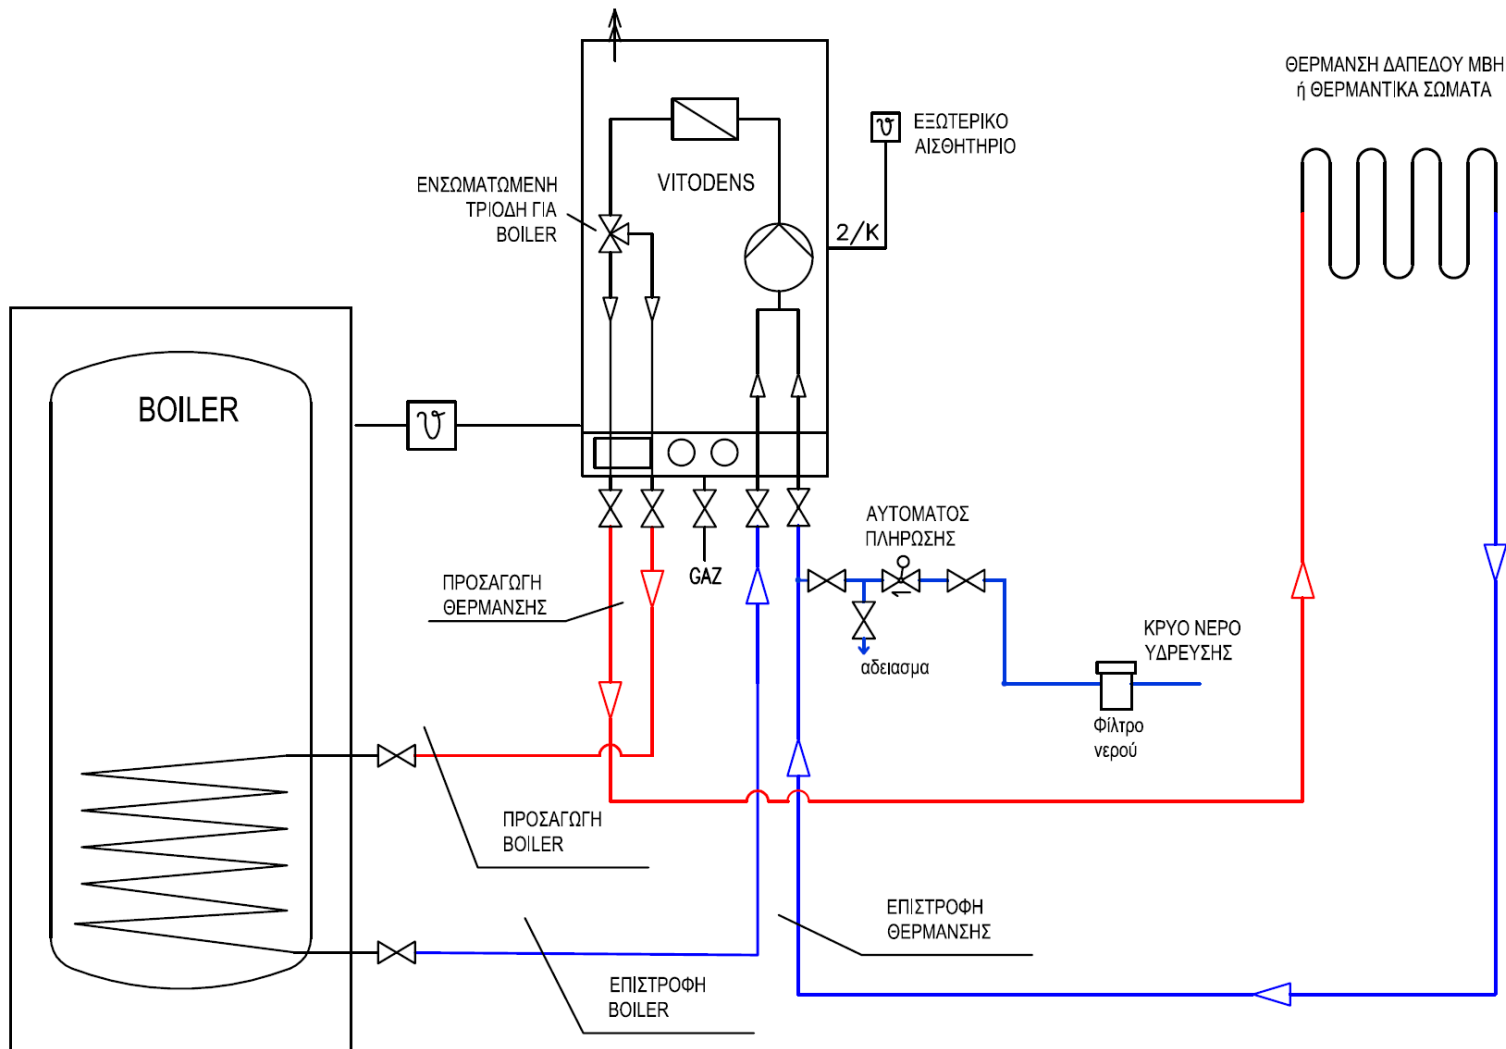 ΘΕΡΜΑΝΣΗ ΔΑΠΕΔΟΥ ΜΒΗ
ή ΘΕΡΜΑΝΤΙΚΑ ΣΩΜΑΤΑ
ϑ
ΕΞΩΤΕΡΙΚΟ
ΑΙΣΘΗΤΗΡΙΟ
ΕΝΣΩΜΑΤΩΜΕΝΗ
ΤΡΙΟΔΗ ΓΙΑ
BOILER
VITODENS
2/K
BOILER
ϑ
ΑΥΤΟΜΑΤΟΣ
ΠΛΗΡΩΣΗΣ
GAZ
ΠΡΟΣΑΓΩΓΗ
ΘΕΡΜΑΝΣΗΣ
αδειασμα
ΚΡΥΟ ΝΕΡΟ
ΥΔΡΕΥΣΗΣ
Φίλτρο
νερού
ΠΡΟΣΑΓΩΓΗ
BOILER
ΕΠΙΣΤΡΟΦΗ
ΘΕΡΜΑΝΣΗΣ
ΕΠΙΣΤΡΟΦΗ
BOILER